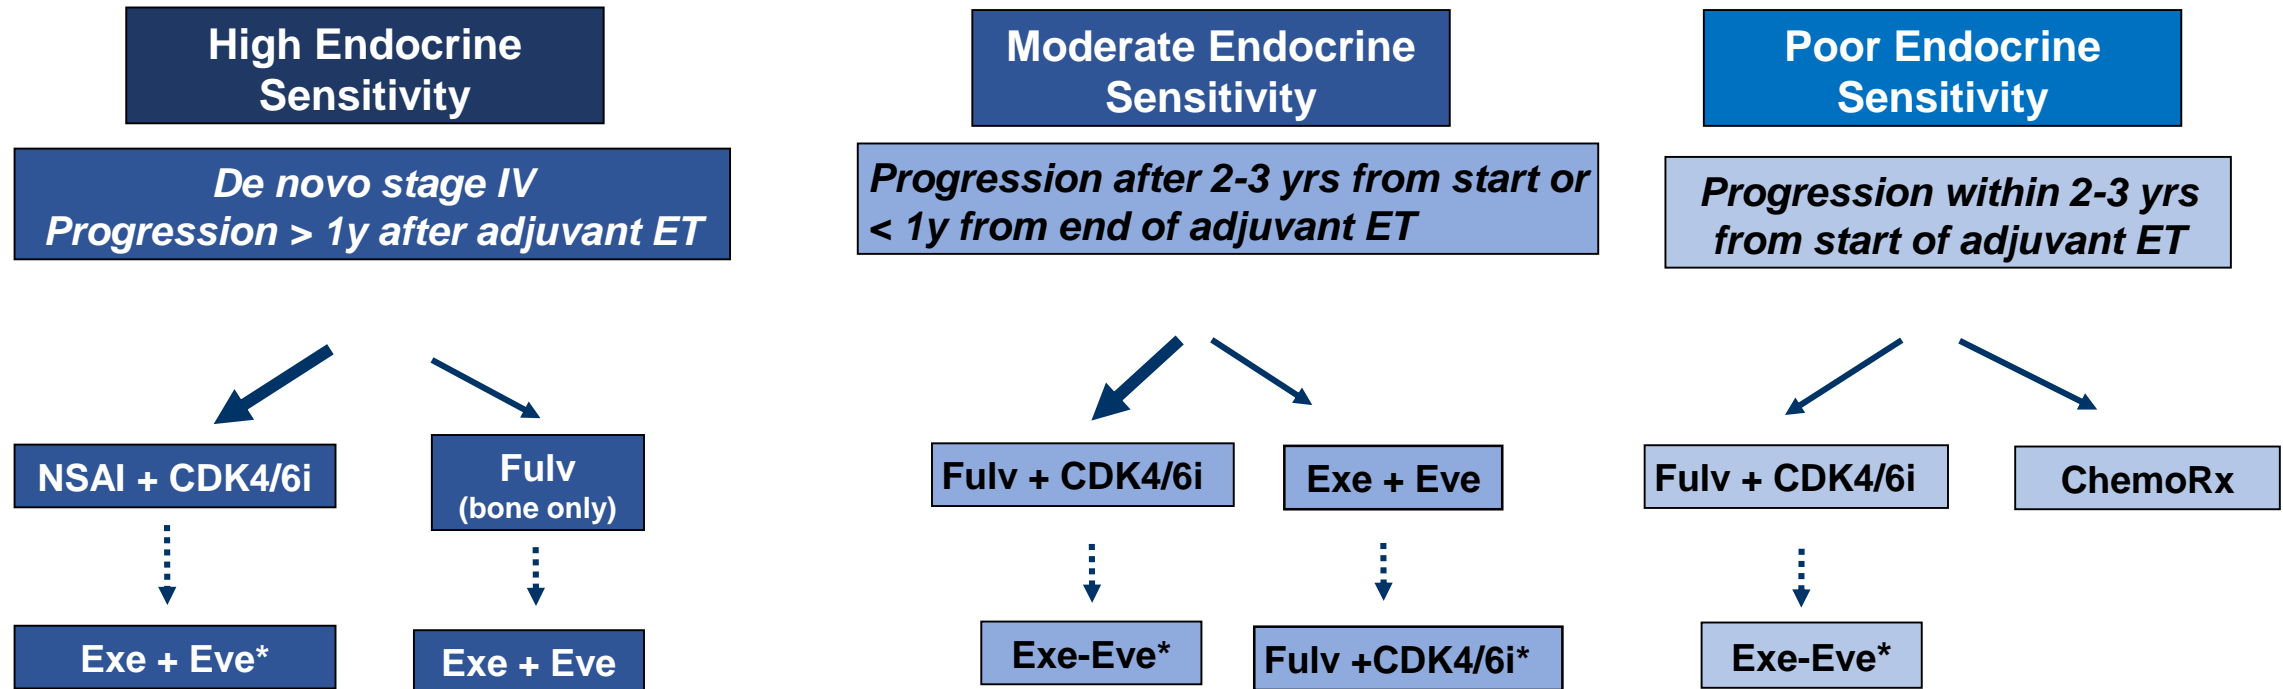 High Endocrine
Sensitivity
De novo stage IV
Progression > 1y after adjuvant ET
NSAI + CDK4/6i
Fulv
(bone only)
Exe + Eve*
Exe + Eve
Moderate Endocrine
Sensitivity
Progression after 2-3 yrs from start or
< 1y from end of adjuvant ET
Fulv + CDK4/6i
Exe + Eve
Exe-Eve*
Fulv +CDK4/6i*
Poor Endocrine
Sensitivity
Progression within 2-3 yrs
from start of adjuvant ET
Fulv + CDK4/6i
ChemoRx
Exe-Eve*